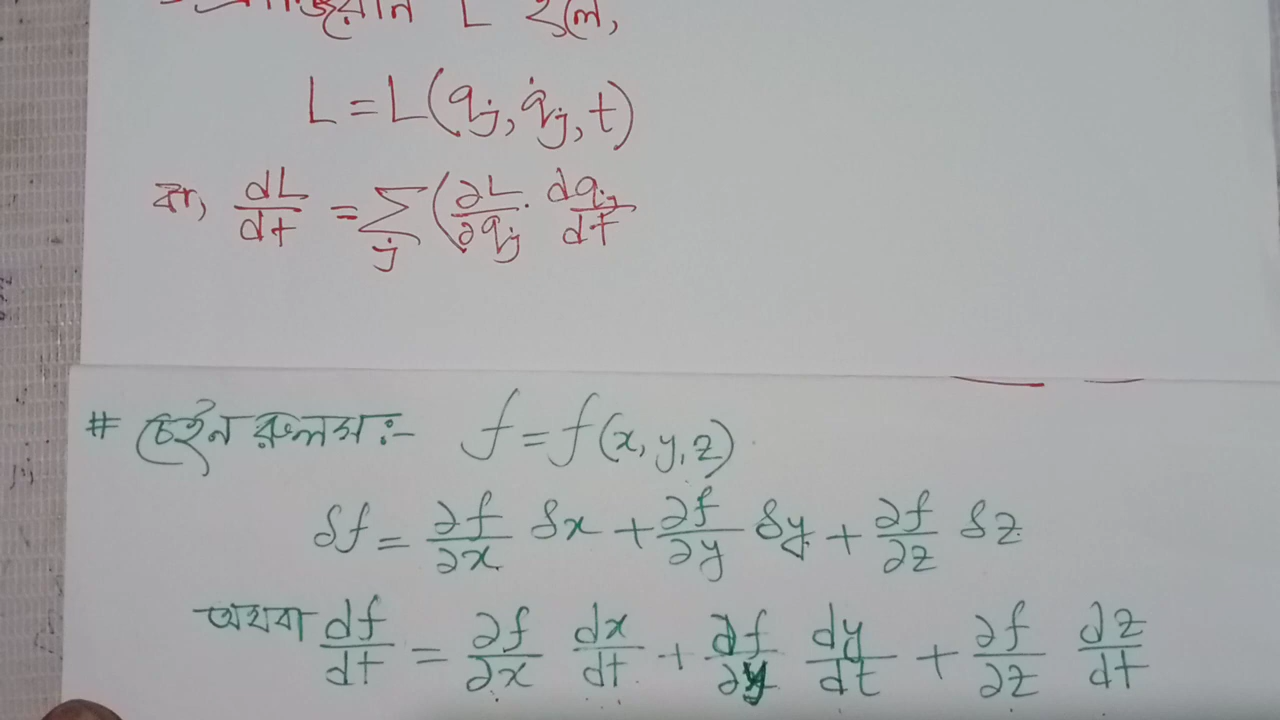 L হলে,
L = L(qj, q̇j, t)
বা, dL/dt = Σj (∂L/∂qj · dqj/dt
# চেইন রুলস :- f = f(x, y, z)
δf = ∂f/∂x δx + ∂f/∂y δy + ∂f/∂z δz
অথবা df/dt = ∂f/∂x dx/dt + ∂f/∂y dy/dt + ∂f/∂z dz/dt